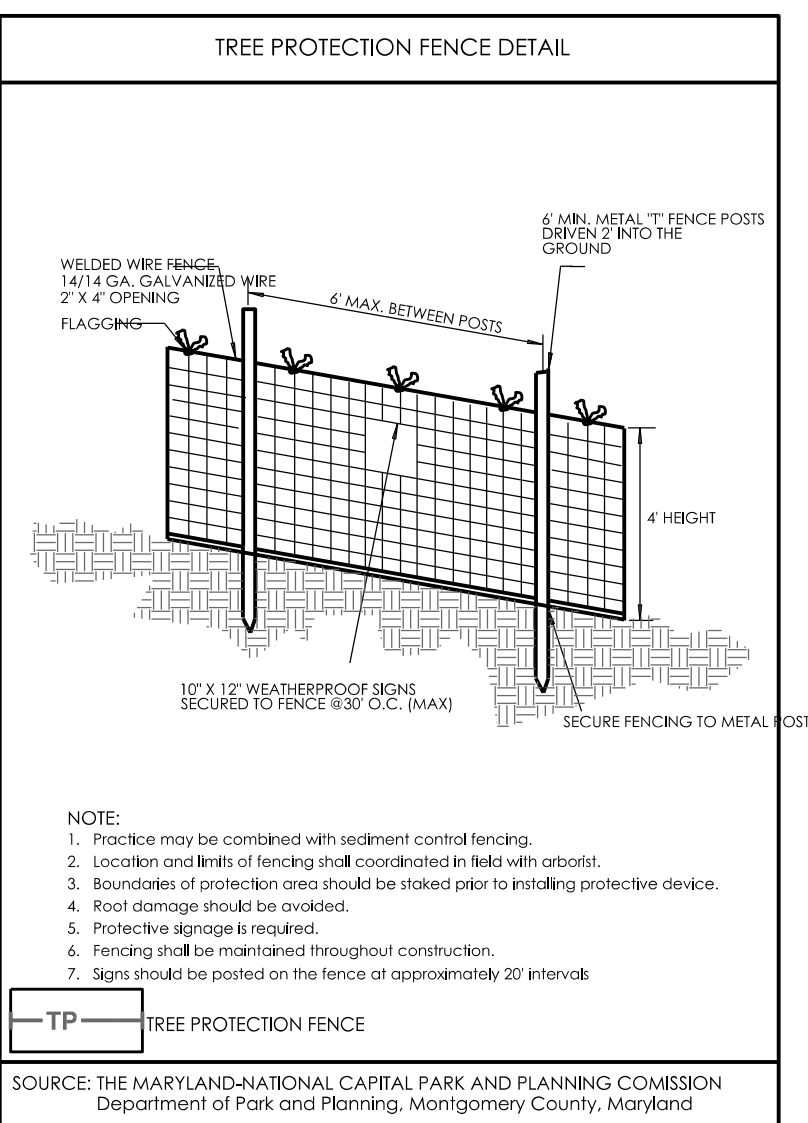 TREE PROTECTION FENCE DETAIL
6' MIN. METAL "T" FENCE POSTS
DRIVEN 2' INTO THE
GROUND
WELDED WIRE FENCE
14/14 GA. GALVANIZED WIRE
2" X 4" OPENING
FLAGGING
6' MAX. BETWEEN POSTS
4' HEIGHT
10" X 12" WEATHERPROOF SIGNS
SECURED TO FENCE @30' O.C. (MAX)
SECURE FENCING TO METAL POST
NOTE:
1. Practice may be combined with sediment control fencing.
2. Location and limits of fencing shall coordinated in field with arborist.
3. Boundaries of protection area should be staked prior to installing protective device.
4. Root damage should be avoided.
5. Protective signage is required.
6. Fencing shall be maintained throughout construction.
7. Signs should be posted on the fence at approximately 20' intervals
TP TREE PROTECTION FENCE
SOURCE: THE MARYLAND-NATIONAL CAPITAL PARK AND PLANNING COMISSION
Department of Park and Planning, Montgomery County, Maryland